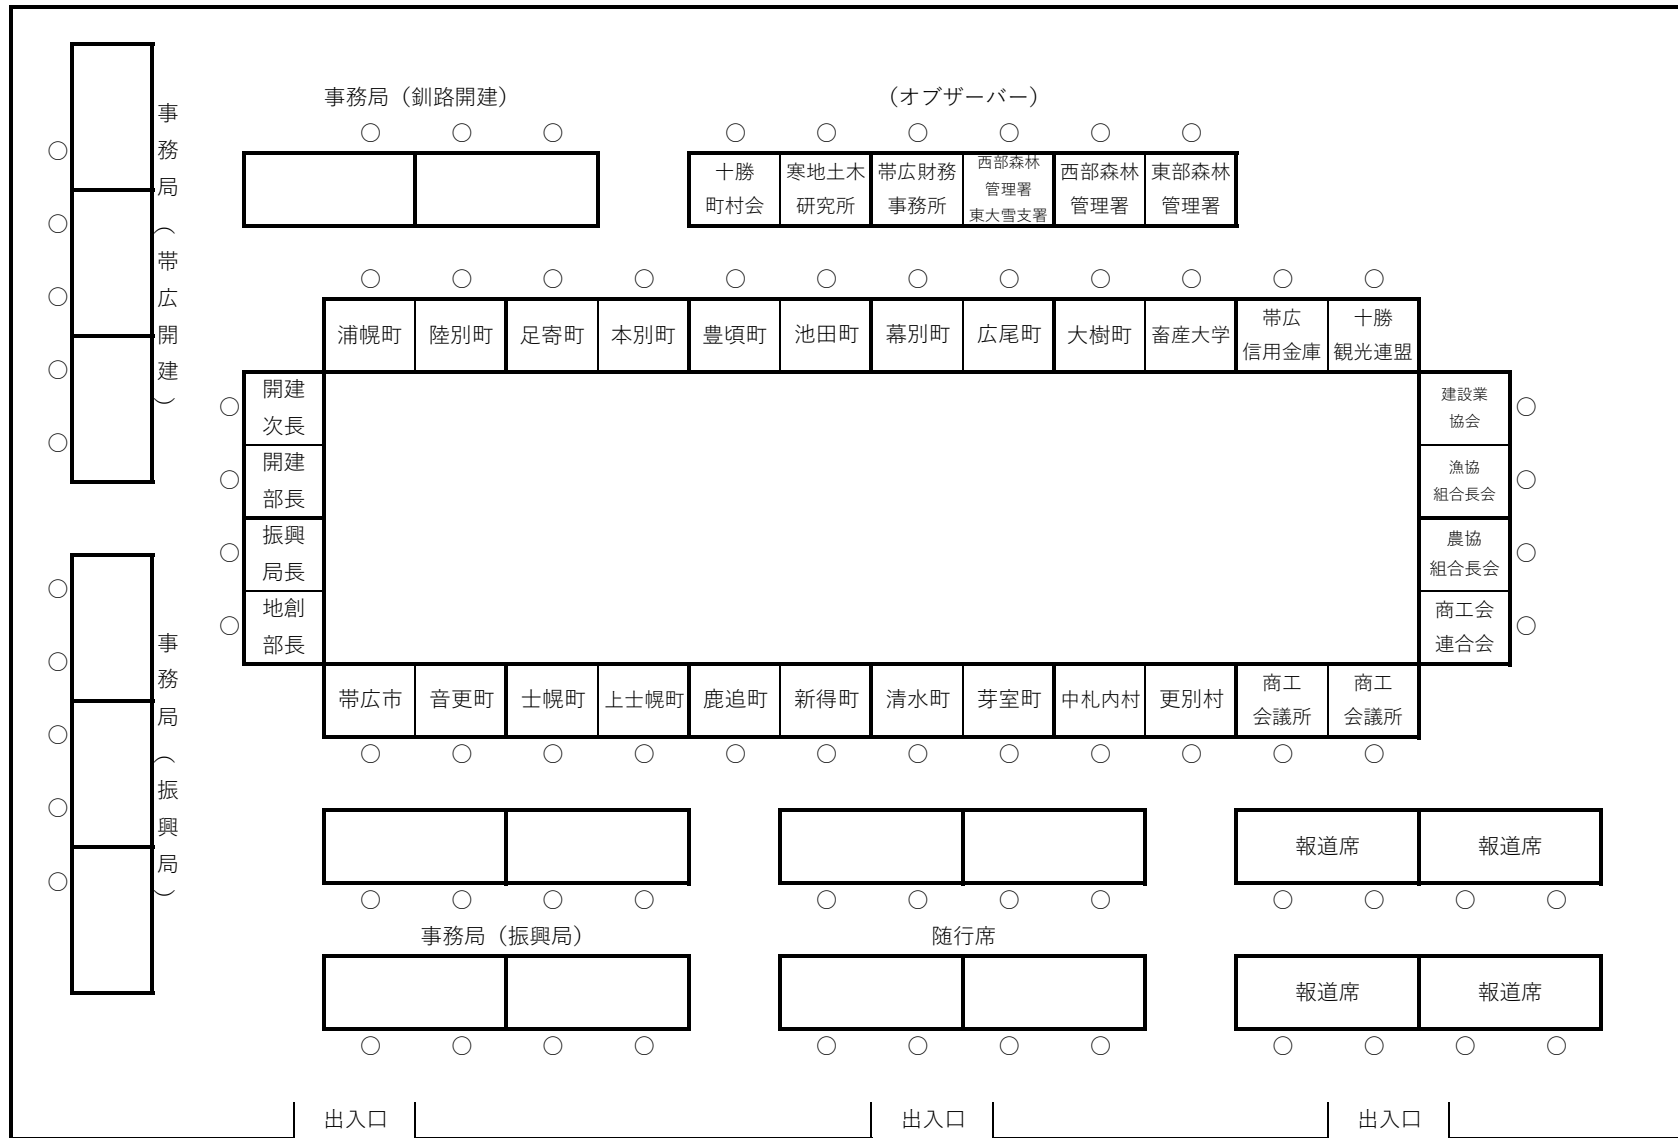 事務局（釧路開建）
（オブザーバー）
事務局（帯広開建）
十勝
町村会
寒地土木
研究所
帯広財務
事務所
西部森林
管理署
東大雪支署
西部森林
管理署
東部森林
管理署
浦幌町
陸別町
足寄町
本別町
豊頃町
池田町
幕別町
広尾町
大樹町
畜産大学
帯広
信用金庫
十勝
観光連盟
開建
次長
開建
部長
振興
局長
地創
部長
建設業
協会
漁協
組合長会
農協
組合長会
商工会
連合会
事務局（振興局）
帯広市
音更町
士幌町
上士幌町
鹿追町
新得町
清水町
芽室町
中札内村
更別村
商工
会議所
商工
会議所
報道席
報道席
事務局（振興局）
随行席
報道席
報道席
出入口
出入口
出入口